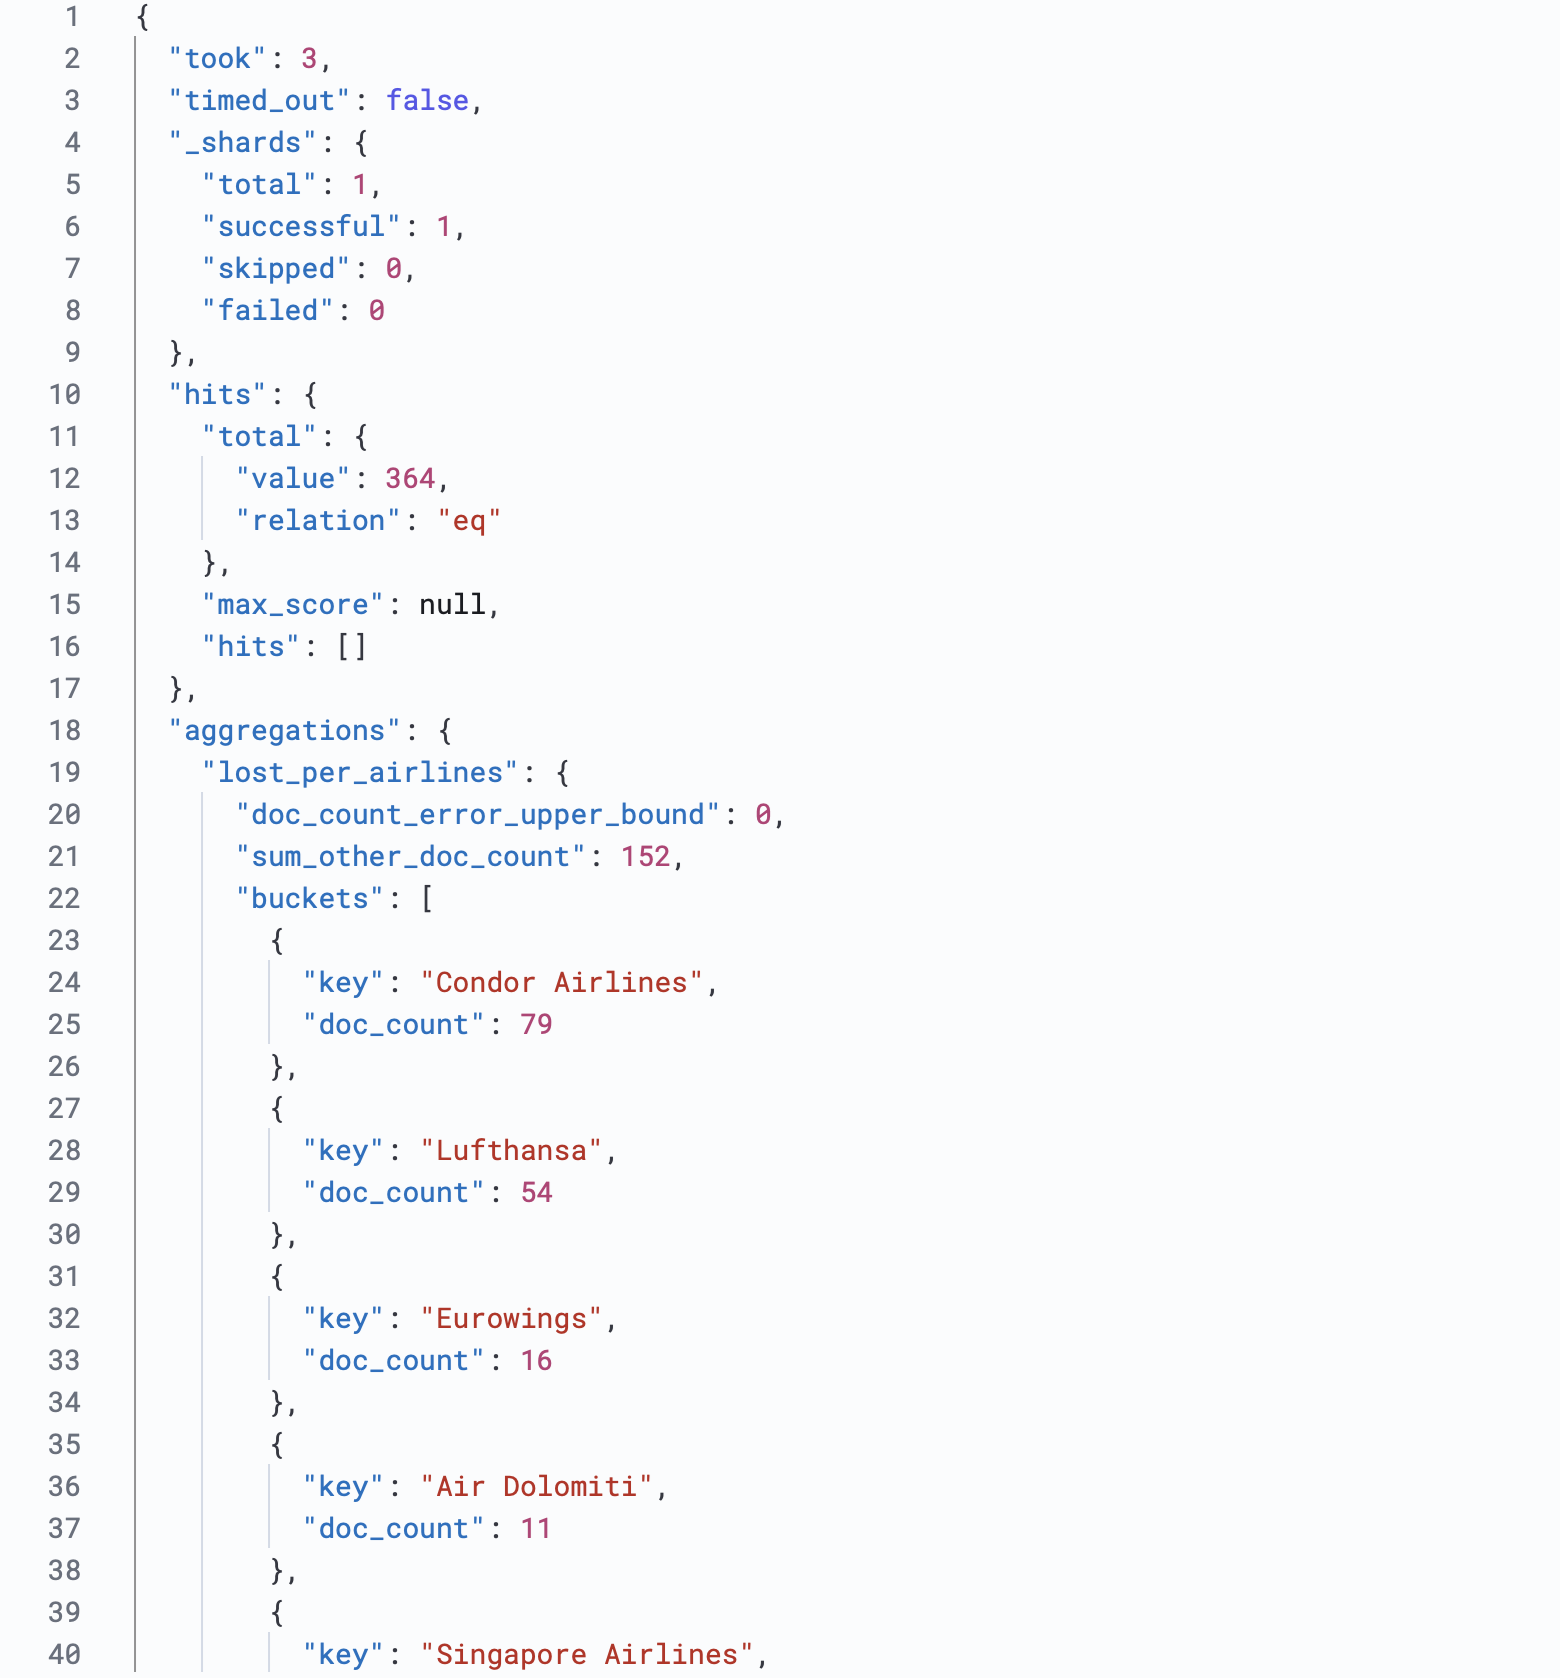 1 {
2 "took": 3,
3 "timed_out": false,
4 "_shards": {
5 "total": 1,
6 "successful": 1,
7 "skipped": 0,
8 "failed": 0
9 },
10 "hits": {
11 "total": {
12 "value": 364,
13 "relation": "eq"
14 },
15 "max_score": null,
16 "hits": []
17 },
18 "aggregations": {
19 "lost_per_airlines": {
20 "doc_count_error_upper_bound": 0,
21 "sum_other_doc_count": 152,
22 "buckets": [
23 {
24 "key": "Condor Airlines",
25 "doc_count": 79
26 },
27 {
28 "key": "Lufthansa",
29 "doc_count": 54
30 },
31 {
32 "key": "Eurowings",
33 "doc_count": 16
34 },
35 {
36 "key": "Air Dolomiti",
37 "doc_count": 11
38 },
39 {
40 "key": "Singapore Airlines",